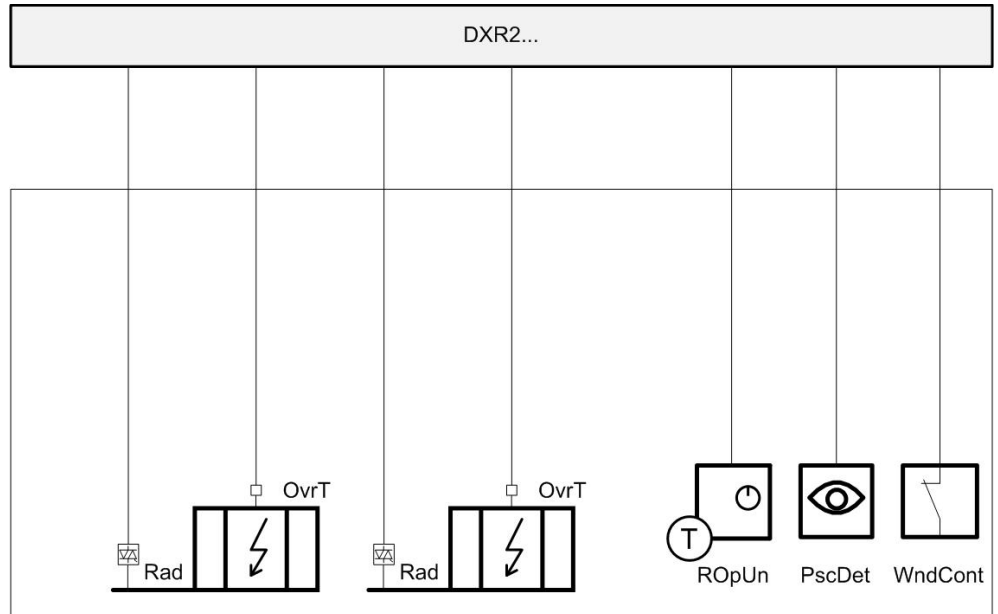 DXR2...
OvrT
OvrT
T
Rad
Rad
ROpUn
PscDet
WndCont